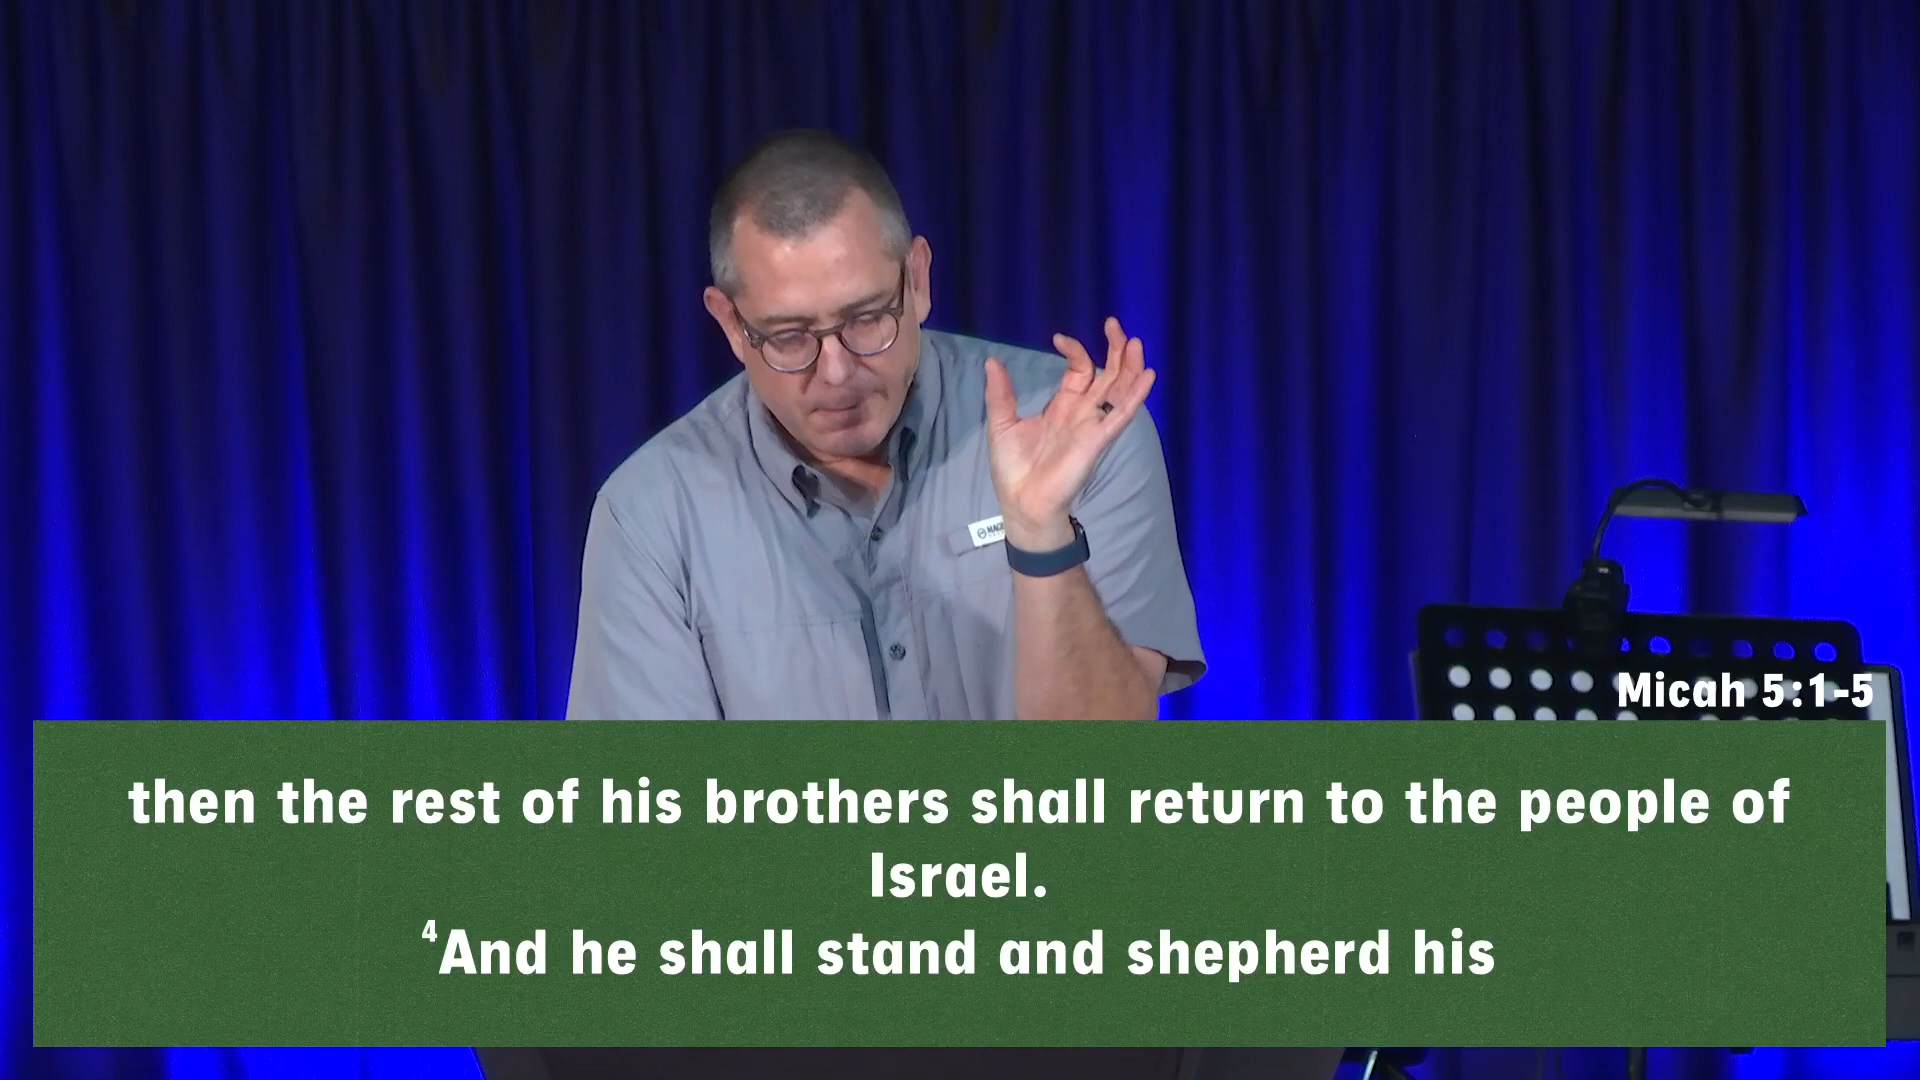 MAGE
Micah 5:1-5
then the rest of his brothers shall return to the people of
Israel.
4And he shall stand and shepherd his